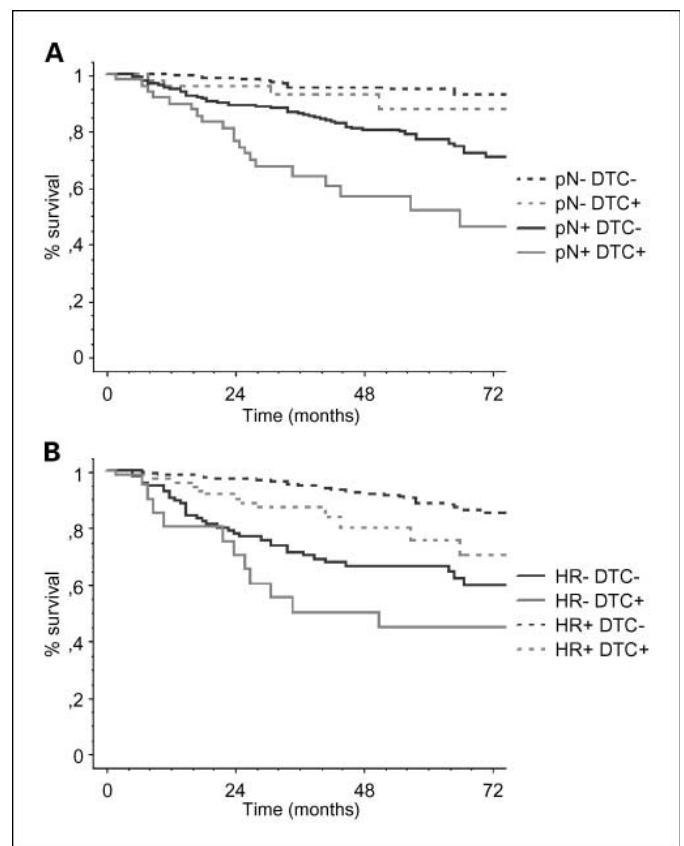 A
1
,8
,6
,4
,2
0
% survival
0 24 48 72
Time (months)
pN- DTC-
pN- DTC+
pN+ DTC-
pN+ DTC+
B
1
,8
,6
,4
,2
0
% survival
0 24 48 72
Time (months)
HR- DTC-
HR- DTC+
HR+ DTC-
HR+ DTC+